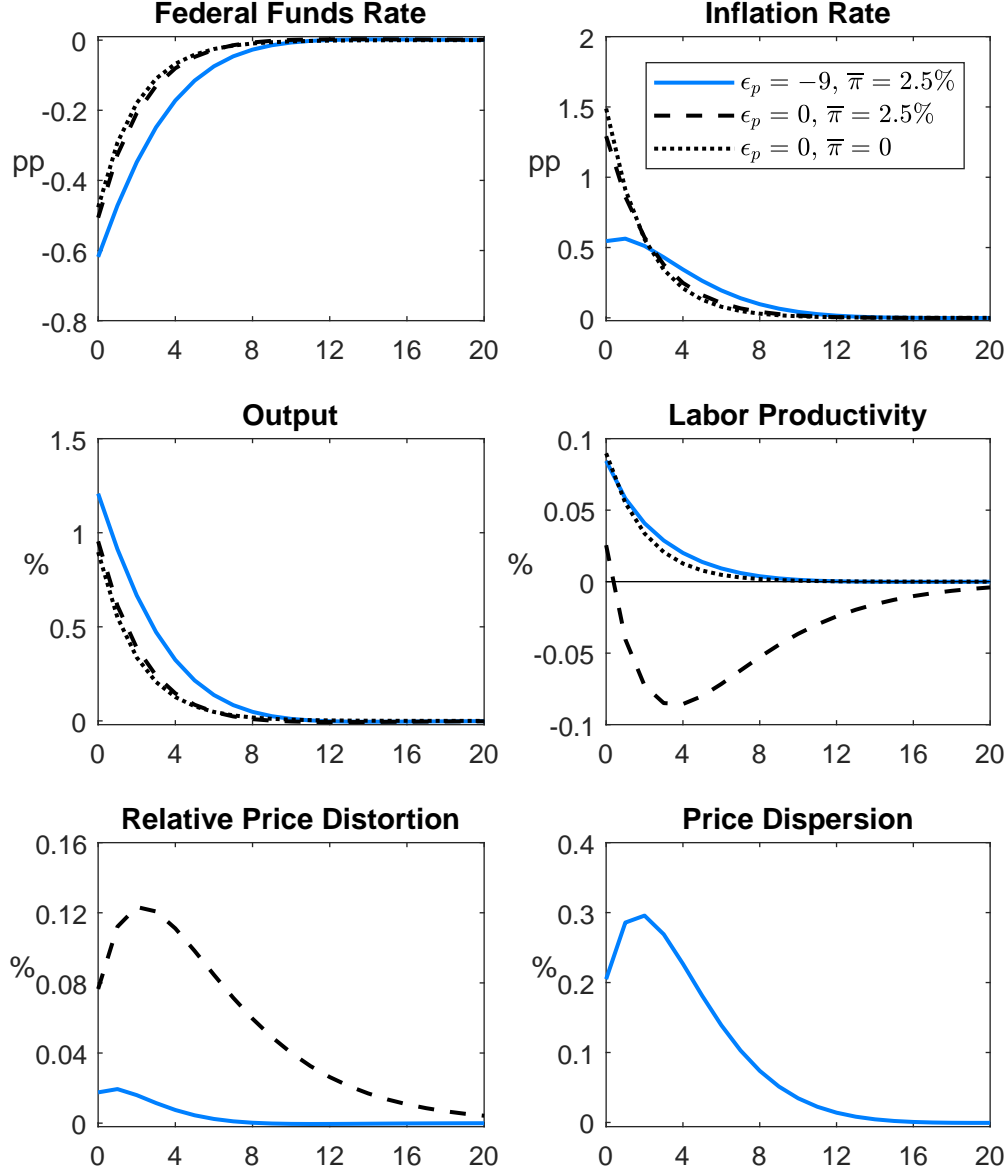 Federal Funds Rate
0
-0.2
-0.4
-0.6
-0.8
pp
0 4 8 12 16 20
Inflation Rate
2
1.5
1
0.5
0
pp
ϵp = −9, π̅ = 2.5%
ϵp = 0, π̅ = 2.5%
ϵp = 0, π̅ = 0
0 4 8 12 16 20
Output
1.5
1
0.5
0
%
0 4 8 12 16 20
Labor Productivity
0.1
0.05
0
-0.05
-0.1
%
0 4 8 12 16 20
Relative Price Distortion
0.16
0.12
0.08
0.04
0
%
0 4 8 12 16 20
Price Dispersion
0.4
0.3
0.2
0.1
0
%
0 4 8 12 16 20